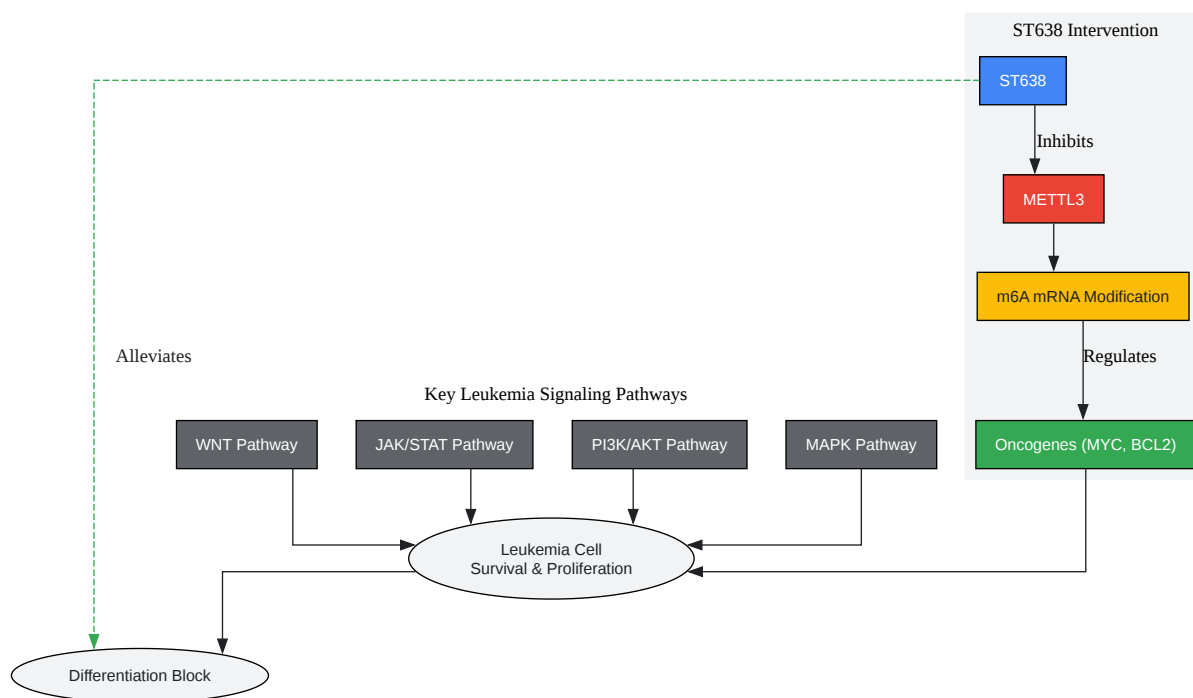 ST638 Intervention
ST638
Inhibits
METTL3
m6A mRNA Modification
Alleviates
Regulates
Key Leukemia Signaling Pathways
WNT Pathway
JAK/STAT Pathway
PI3K/AKT Pathway
MAPK Pathway
Oncogenes (MYC, BCL2)
Leukemia Cell
Survival & Proliferation
Differentiation Block